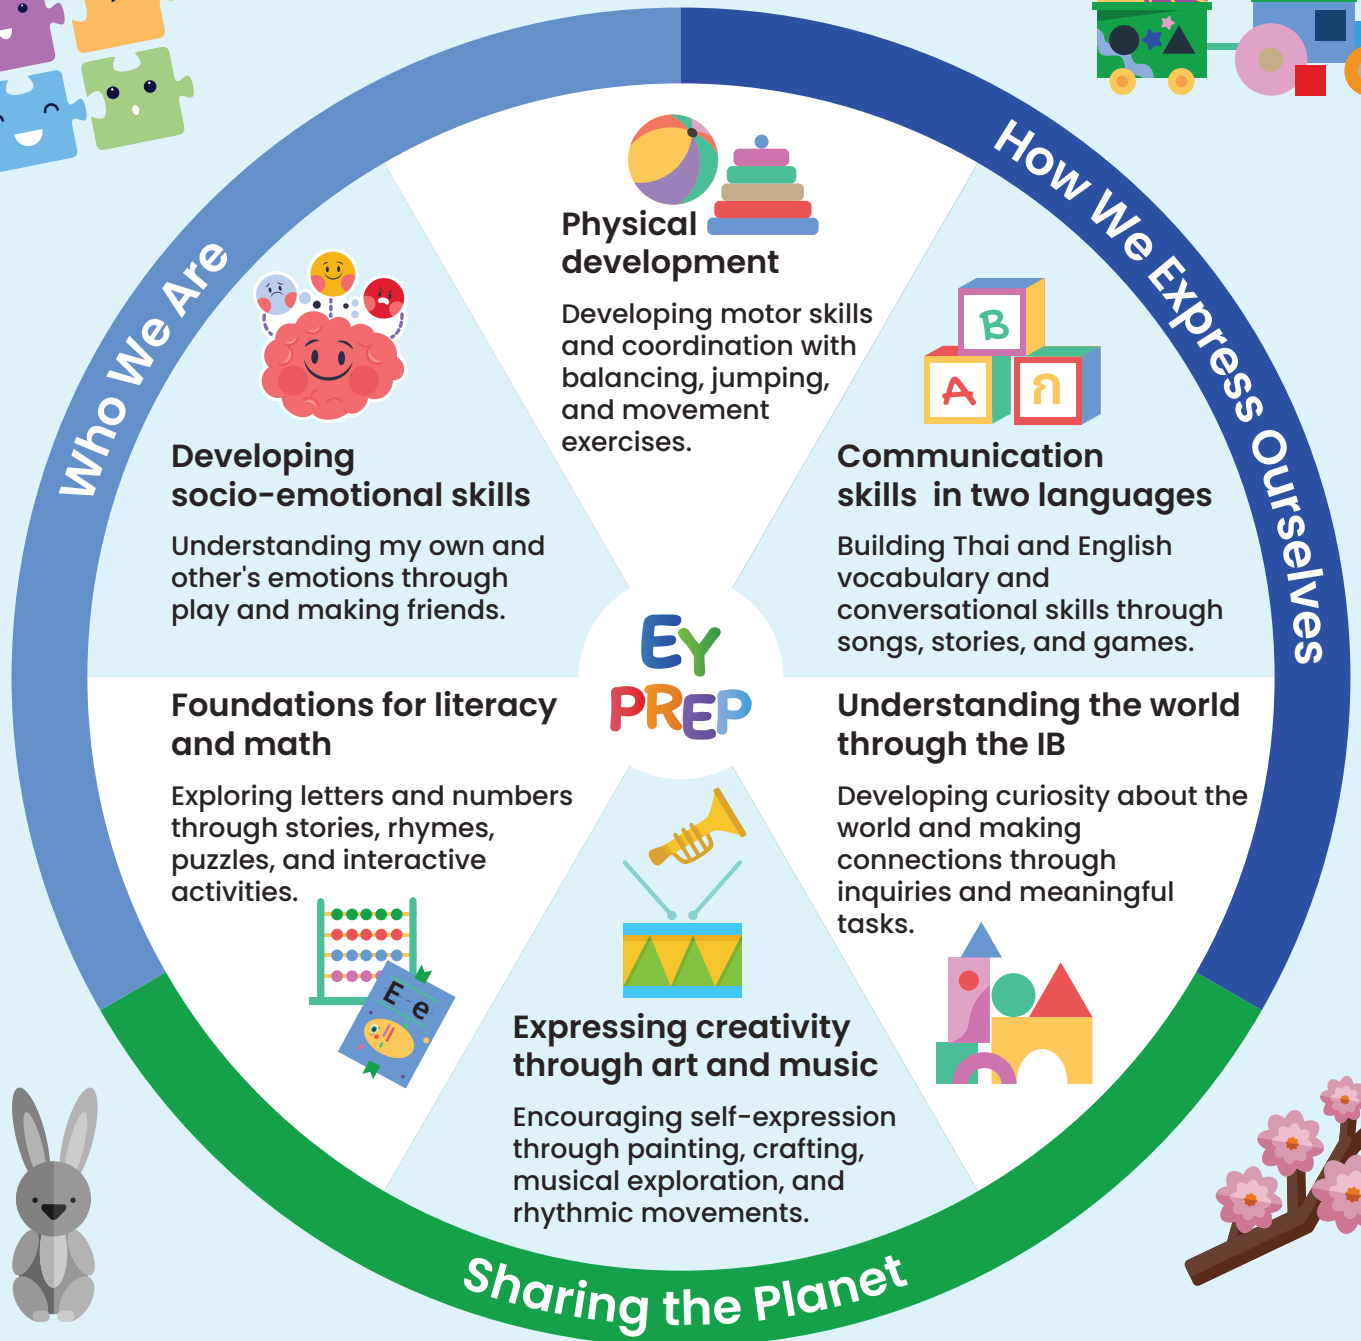 Who We Are
How We Express Ourselves
Physical
development
Developing motor skills
and coordination with
balancing, jumping,
and movement
exercises.
Developing
socio-emotional skills
Understanding my own and
other's emotions through
play and making friends.
B
A
ก
Communication
skills  in two languages
Building Thai and English
vocabulary and
conversational skills through
songs, stories, and games.
EY
PREP
Foundations for literacy
and math
Exploring letters and numbers
through stories, rhymes,
puzzles, and interactive
activities.
E e
Understanding the world
through the IB
Developing curiosity about the
world and making
connections through
inquiries and meaningful
tasks.
Expressing creativity
through art and music
Encouraging self-expression
through painting, crafting,
musical exploration, and
rhythmic movements.
Sharing the Planet